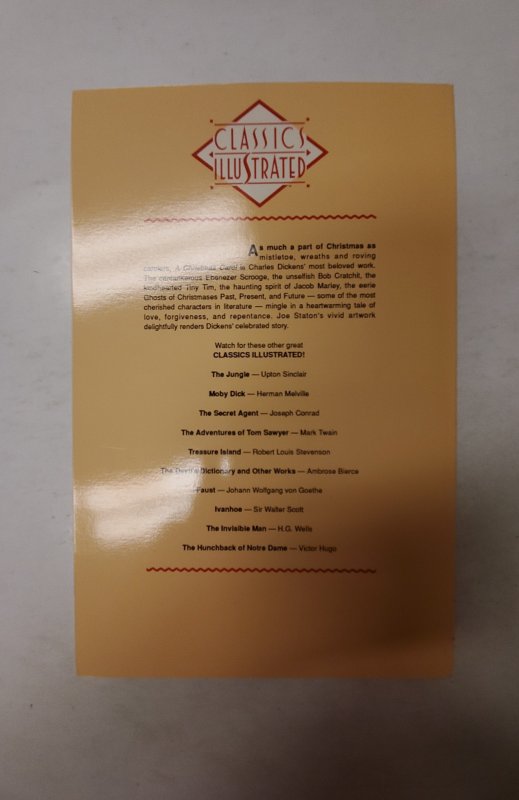 CLASSICS
ILLUSTRATED
As much a part of Christmas as
mistletoe, wreaths and roving
carolers, A Christmas Carol is Charles Dickens' most beloved work.
The cantankerous Ebenezer Scrooge, the unselfish Bob Cratchit, the
kindhearted Tiny Tim, the haunting spirit of Jacob Marley, the eerie
Ghosts of Christmases Past, Present, and Future — some of the most
cherished characters in literature — mingle in a heartwarming tale of
love, forgiveness, and repentance. Joe Staton's vivid artwork
delightfully renders Dickens' celebrated story.
Watch for these other great
CLASSICS ILLUSTRATED!
The Jungle — Upton Sinclair
Moby Dick — Herman Melville
The Secret Agent — Joseph Conrad
The Adventures of Tom Sawyer — Mark Twain
Treasure Island — Robert Louis Stevenson
The Devil's Dictionary and Other Works — Ambrose Bierce
Faust — Johann Wolfgang von Goethe
Ivanhoe — Sir Walter Scott
The Invisible Man — H.G. Wells
The Hunchback of Notre Dame — Victor Hugo